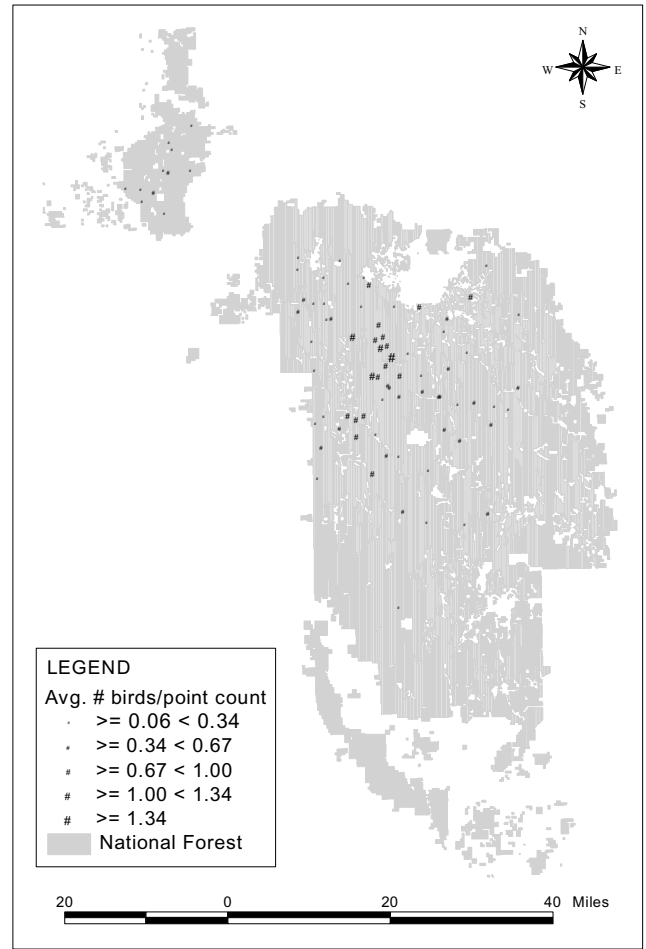 N
W E
S
LEGEND
Avg. # birds/point count
>= 0.06 < 0.34
# >= 0.34 < 0.67
# >= 0.67 < 1.00
# >= 1.00 < 1.34
# >= 1.34
National Forest
20 0 20 40 Miles